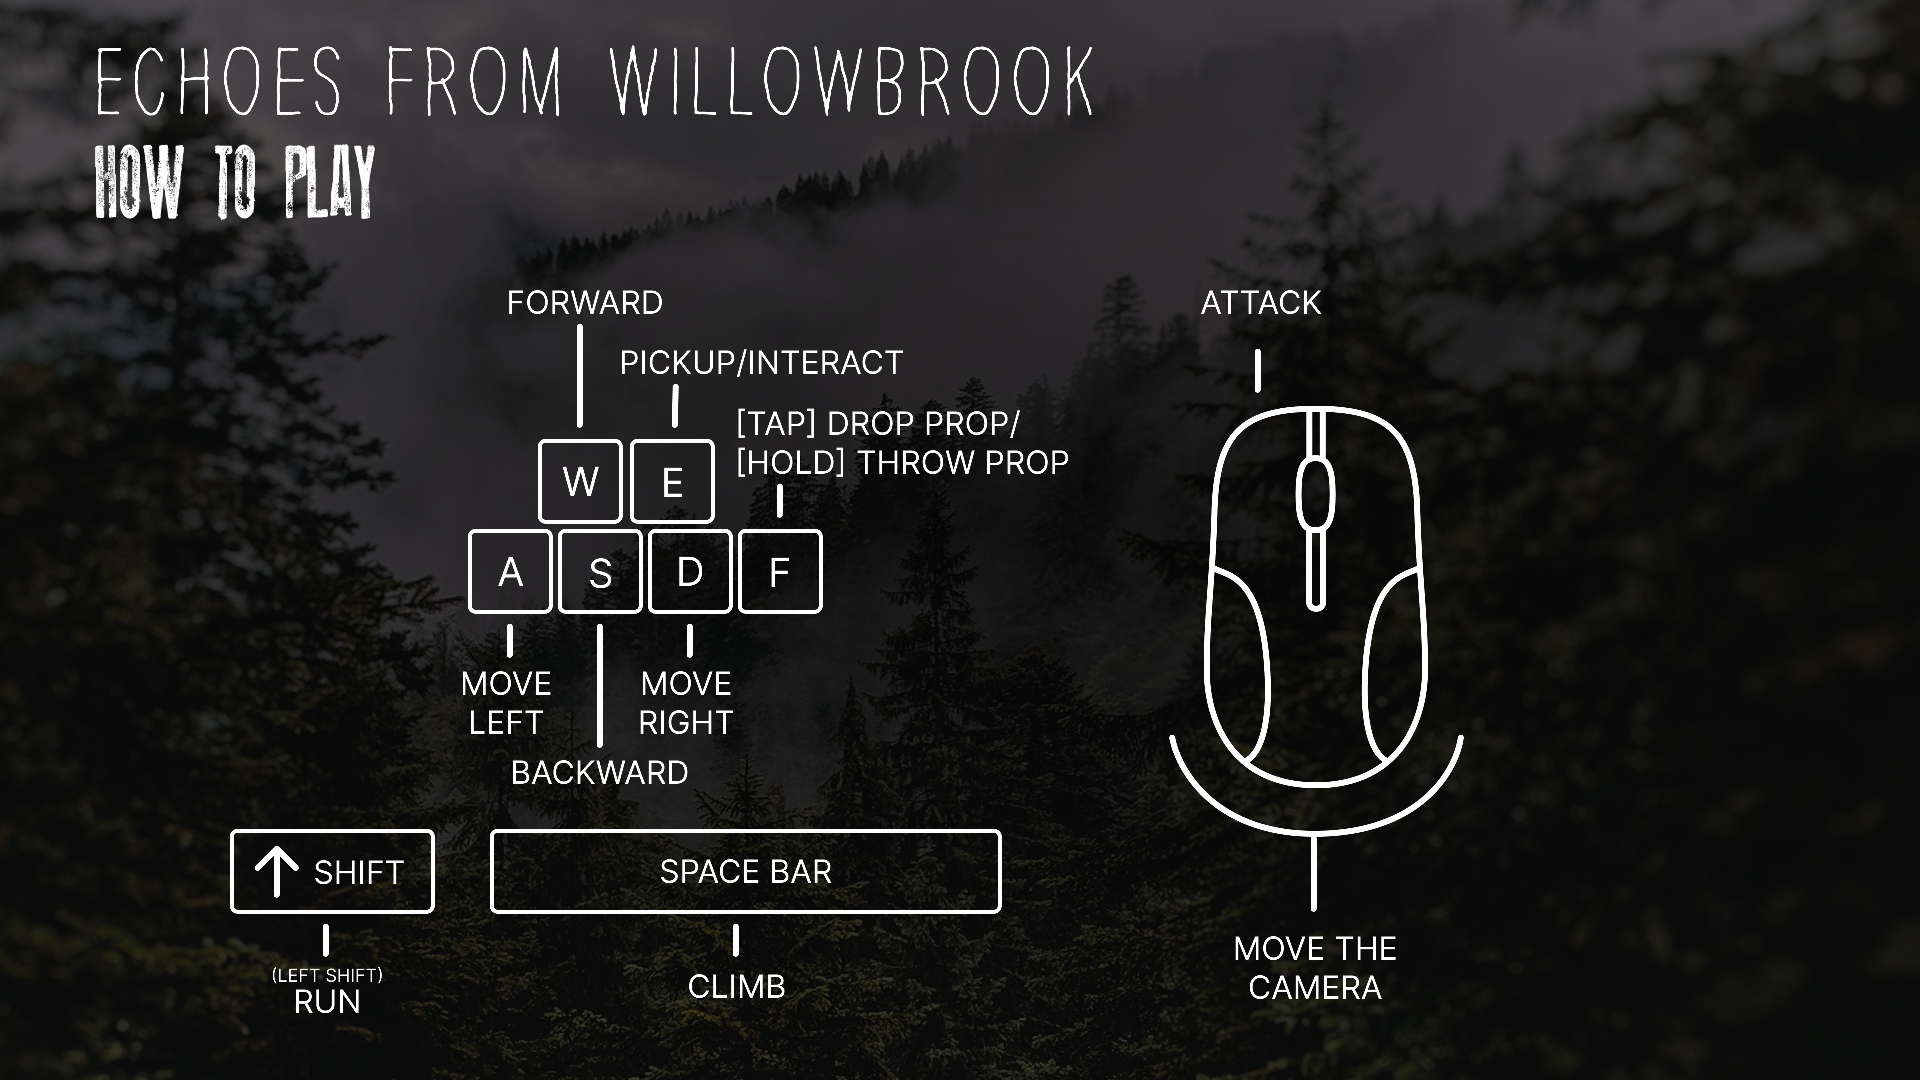 ECHOES FROM WILLOWBROOK
HOW TO PLAY
FORWARD
PICKUP/INTERACT
[TAP] DROP PROP/
[HOLD] THROW PROP
W
E
A
S
D
F
MOVE
LEFT
MOVE
RIGHT
BACKWARD
SHIFT
(LEFT SHIFT)
RUN
SPACE BAR
CLIMB
ATTACK
MOVE THE
CAMERA